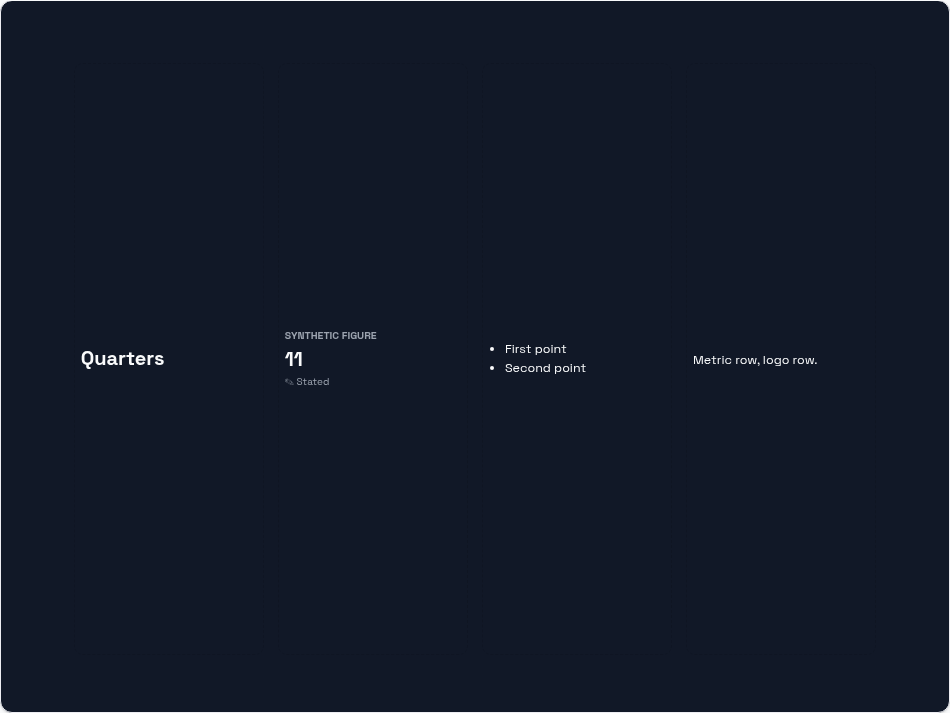 Quarters
SYNTHETIC FIGURE
11
✎ Stated
• First point
• Second point
Metric row, logo row.